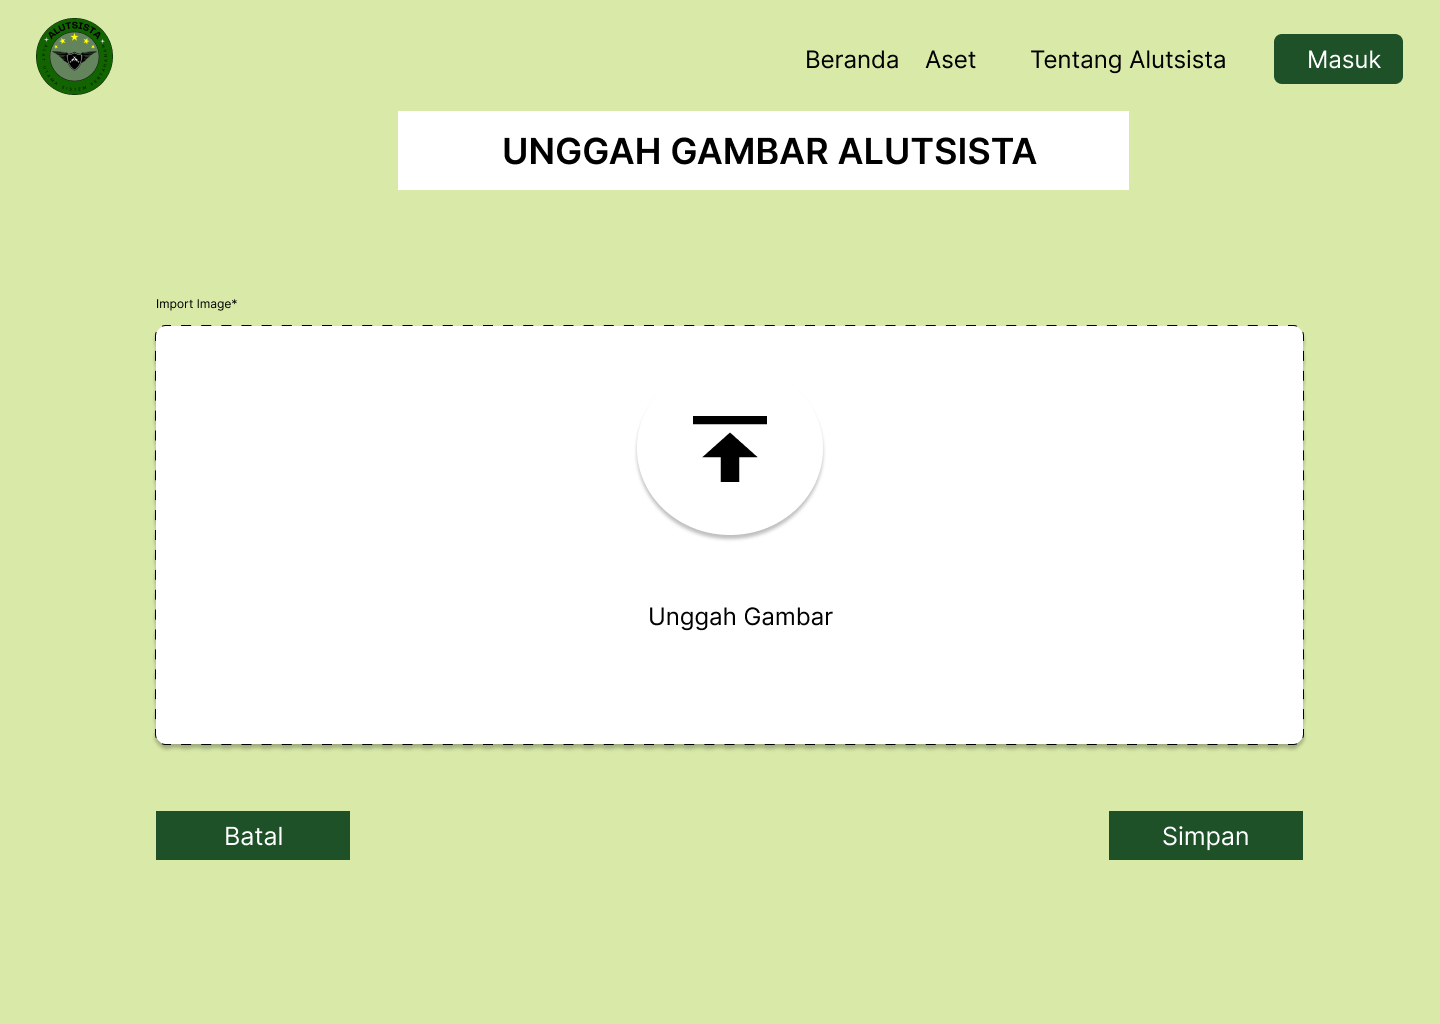 ALUTSISTA
Beranda Aset Tentang Alutsista Masuk
UNGGAH GAMBAR ALUTSISTA
Import Image*
Unggah Gambar
Batal Simpan